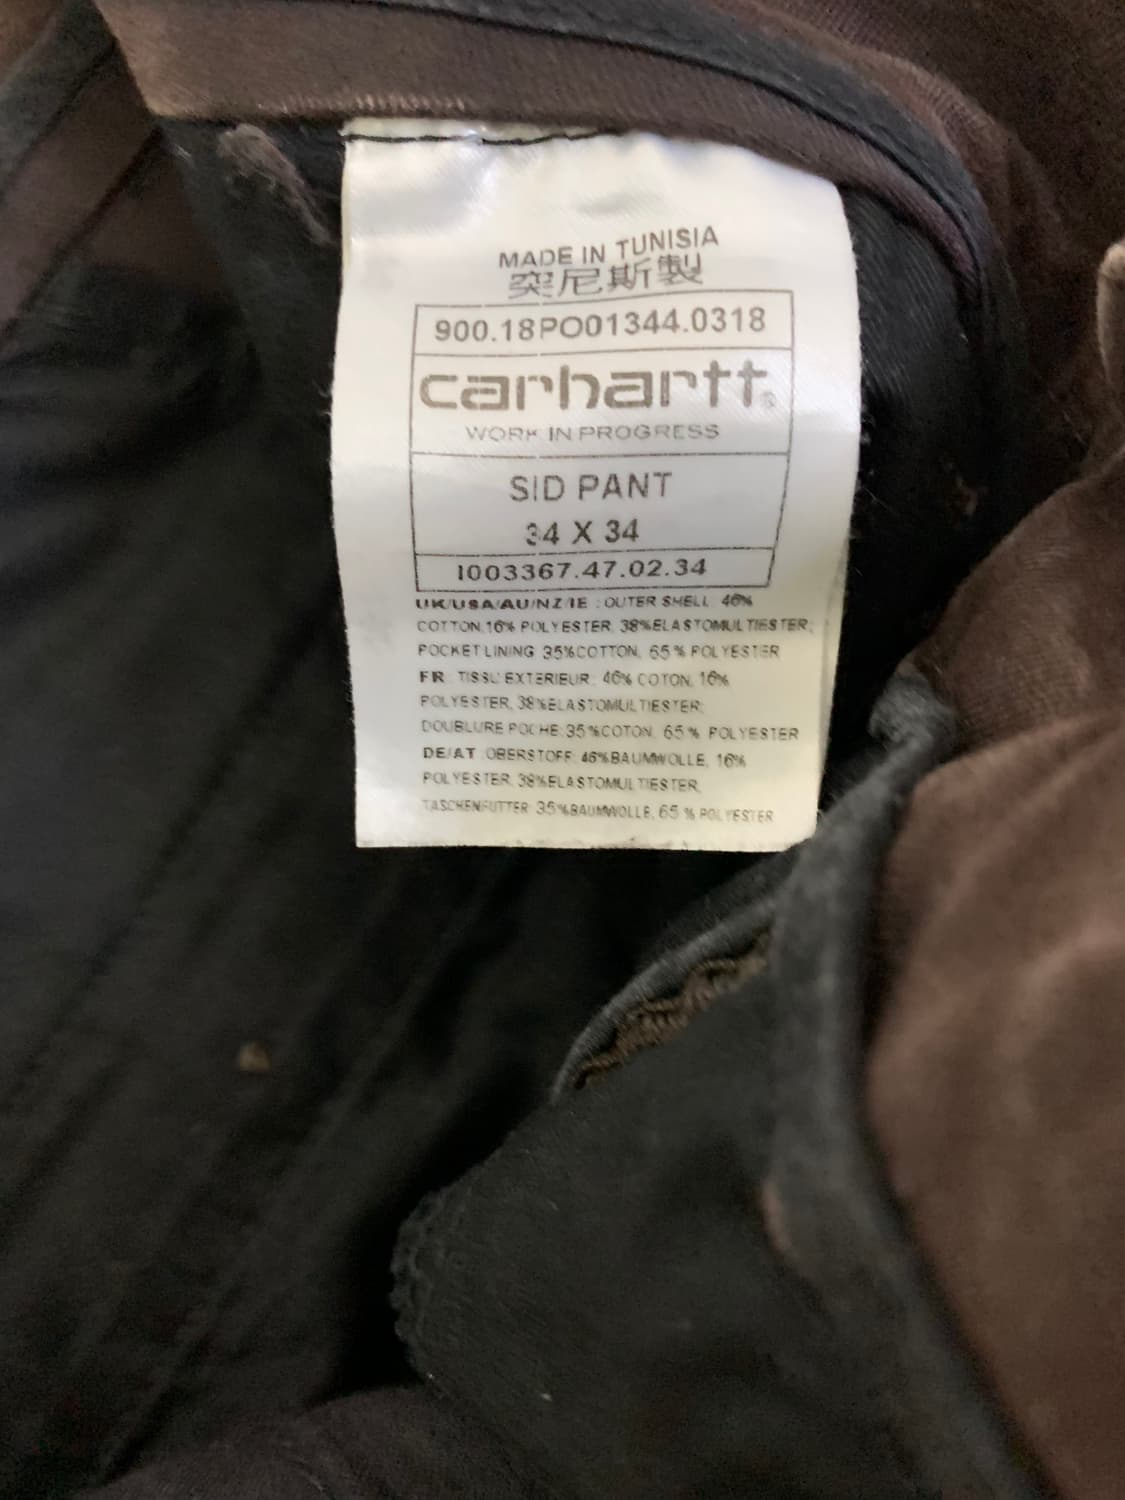 MADE IN TUNISIA
突尼斯製
900.18PO01344.0318
carhartt®
WORK IN PROGRESS
SID PANT
34 X 34
I003367.47.02.34
UK/USA/AU/NZ/IE : OUTER SHELL: 46%
COTTON,16% POLYESTER, 38%ELASTOMULTIESTER;
POCKET LINING 35%COTTON, 65 % POLYESTER
FR : TISSU EXTERIEUR: 46% COTON, 16%
POLYESTER, 38%ELASTOMULTIESTER;
DOUBLURE POCHE:35%COTON, 65 % POLYESTER
DE/AT :OBERSTOFF: 46%BAUMWOLLE, 16%
POLYESTER, 38%ELASTOMULTIESTER,
TASCHENFUTTER 35%BAUMWOLLE, 65 % POLYESTER